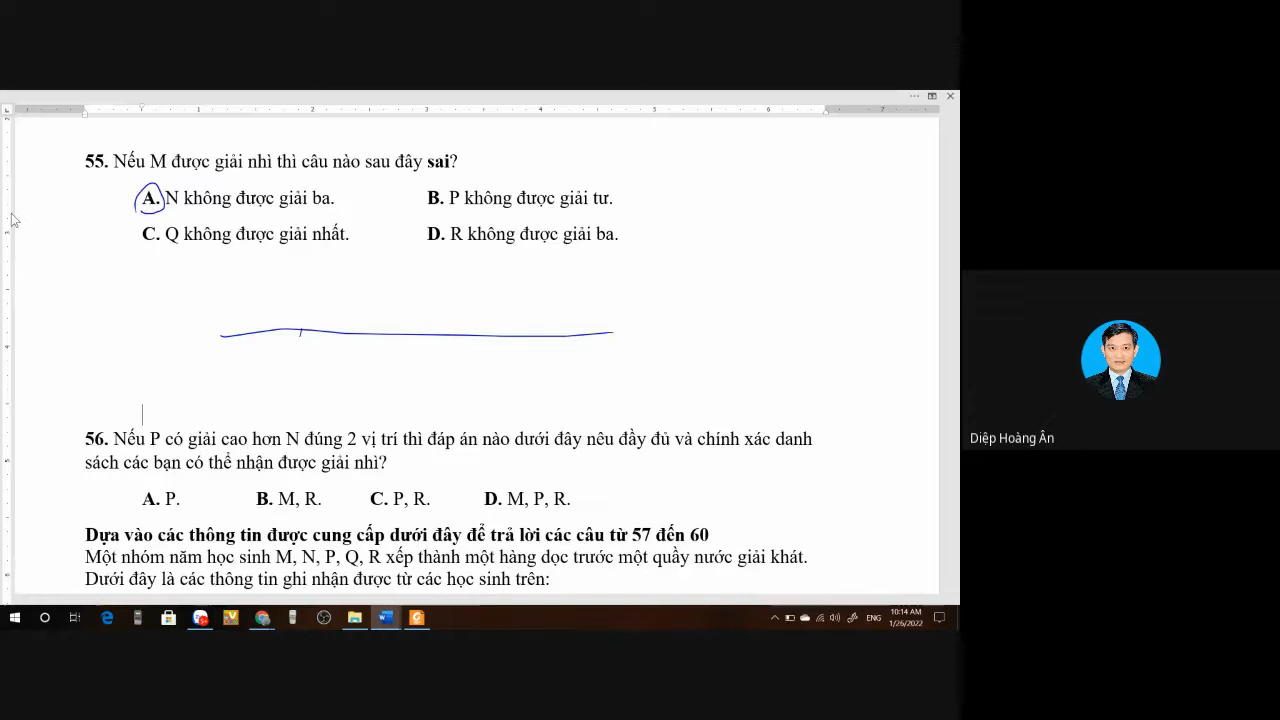 55. Nếu M được giải nhì thì câu nào sau đây sai?
A. N không được giải ba. B. P không được giải tư.
C. Q không được giải nhất. D. R không được giải ba.
56. Nếu P có giải cao hơn N đúng 2 vị trí thì đáp án nào dưới đây nêu đầy đủ và chính xác danh
sách các bạn có thể nhận được giải nhì?
A. P. B. M, R. C. P, R. D. M, P, R.
Dựa vào các thông tin được cung cấp dưới đây để trả lời các câu từ 57 đến 60
Một nhóm năm học sinh M, N, P, Q, R xếp thành một hàng dọc trước một quầy nước giải khát.
Dưới đây là các thông tin ghi nhận được từ các học sinh trên:
Diệp Hoàng Ân
ENG
10:14 AM
1/26/2022